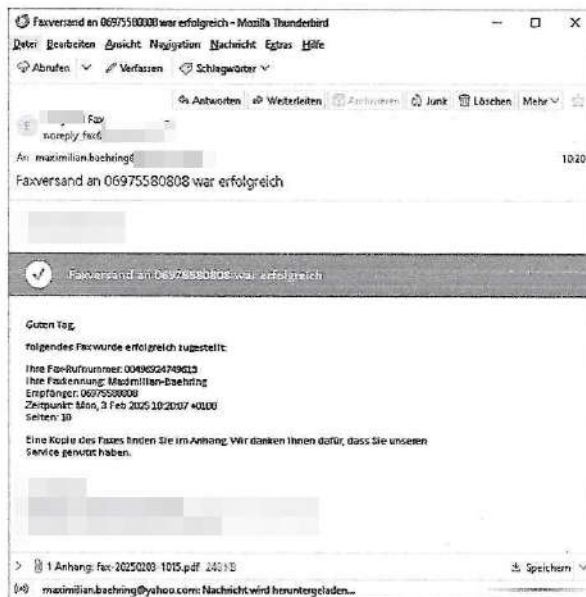 Faxversand an 06975580808 war erfolgreich – Mozilla Thunderbird
Datei Bearbeiten Ansicht Navigation Nachricht Extras Hilfe
Abrufen Verfassen Schlagwörter
Antworten Weiterleiten Archivieren Junk Löschen Mehr
Fax
noreply
An maximilian.baehring@ 10:20
Faxversand an 06975580808 war erfolgreich
Faxversand an 06975580808 war erfolgreich
Guten Tag,
folgendes Fax wurde erfolgreich zugestellt:
Ihre Fax-Rufnummer: 00496924749613
Ihre Faxkennung: Maximilian-Baehring
Empfänger: 06975580808
Zeitpunkt: Mon, 3 Feb 2025 10:20:07 +0100
Seiten: 10
Eine Kopie des Faxes finden Sie im Anhang. Wir danken Ihnen dafür, dass Sie unseren
Service genutzt haben.
1 Anhang: fax-20250203-1015.pdf Speichern
maximilian.baehring@yahoo.com: Nachricht wird heruntergeladen...